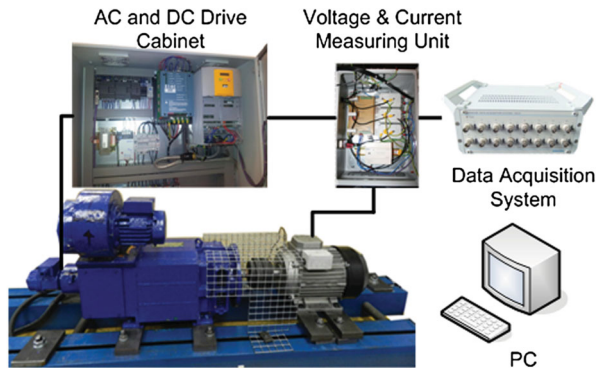 AC and DC Drive
Cabinet
Voltage & Current
Measuring Unit
Data Acquisition
System
PC